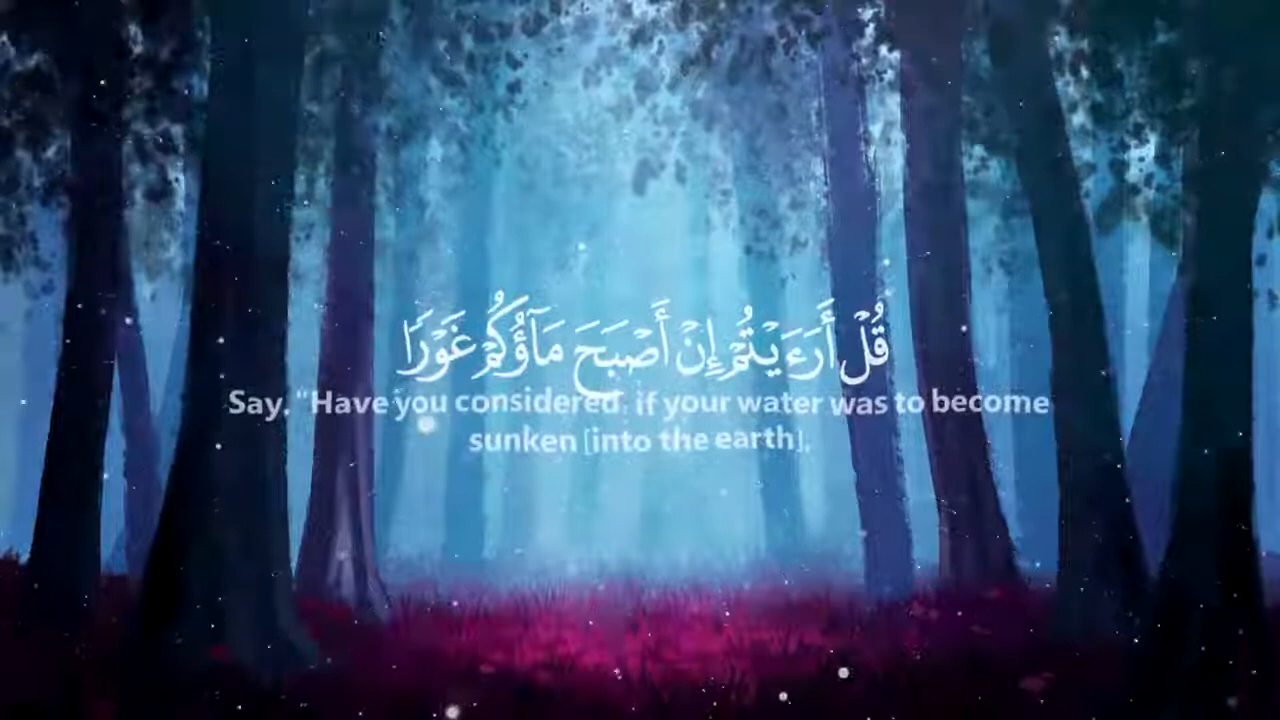 قُلْ أَرَءَيْتُمْ إِنْ أَصْبَحَ مَآؤُكُمْ غَوْرًا
Say, "Have you considered: if your water was to become
sunken [into the earth],